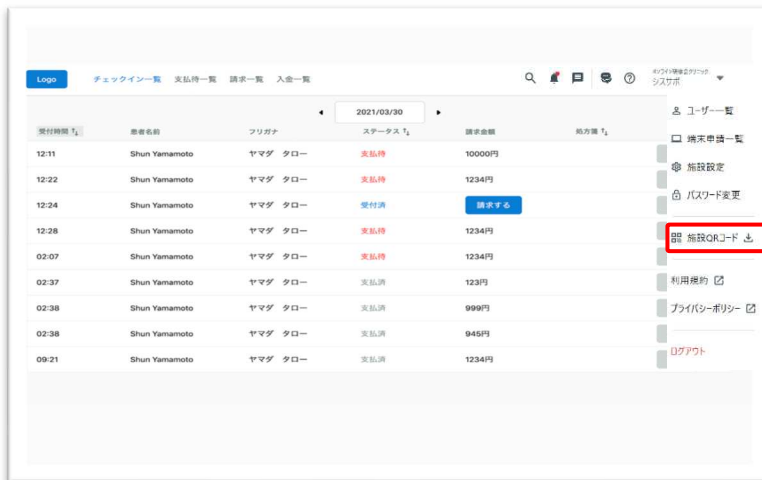 Logo チェックイン一覧 支払待一覧 請求一覧 入金一覧
シスサポ
2021/03/30
受付時間 患者名前 フリガナ ステータス 請求金額 処方箋
12:11 Shun Yamamoto ヤマダ タロー 支払待 10000円
12:22 Shun Yamamoto ヤマダ タロー 支払待 1234円
12:24 Shun Yamamoto ヤマダ タロー 受付済 請求する
12:28 Shun Yamamoto ヤマダ タロー 支払待 1234円
02:07 Shun Yamamoto ヤマダ タロー 支払待 1234円
02:37 Shun Yamamoto ヤマダ タロー 支払済 123円
02:38 Shun Yamamoto ヤマダ タロー 支払済 999円
02:38 Shun Yamamoto ヤマダ タロー 支払済 945円
09:21 Shun Yamamoto ヤマダ タロー 支払済 1234円
ユーザー一覧
端末申請一覧
施設設定
パスワード変更
施設QRコード
利用規約
プライバシーポリシー
ログアウト